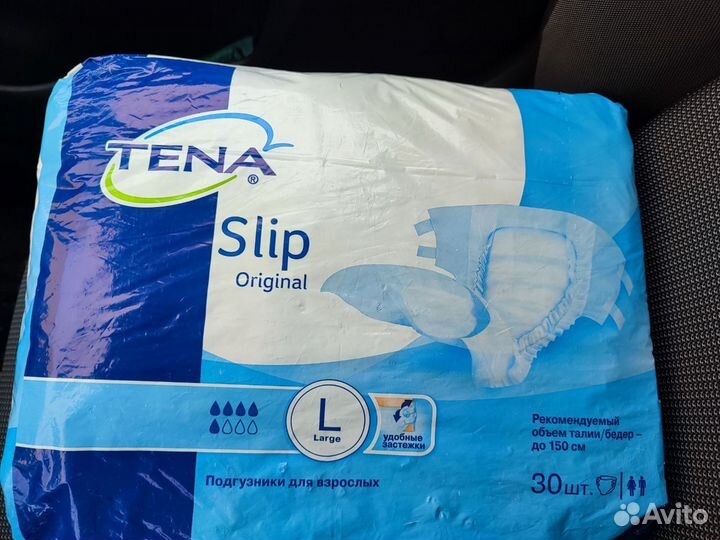 TENA®
Slip
Original
L
Large
удобные
застежки
Рекомендуемый
объем талии/бедер –
до 150 см
Подгузники для взрослых
30шт.
Avito